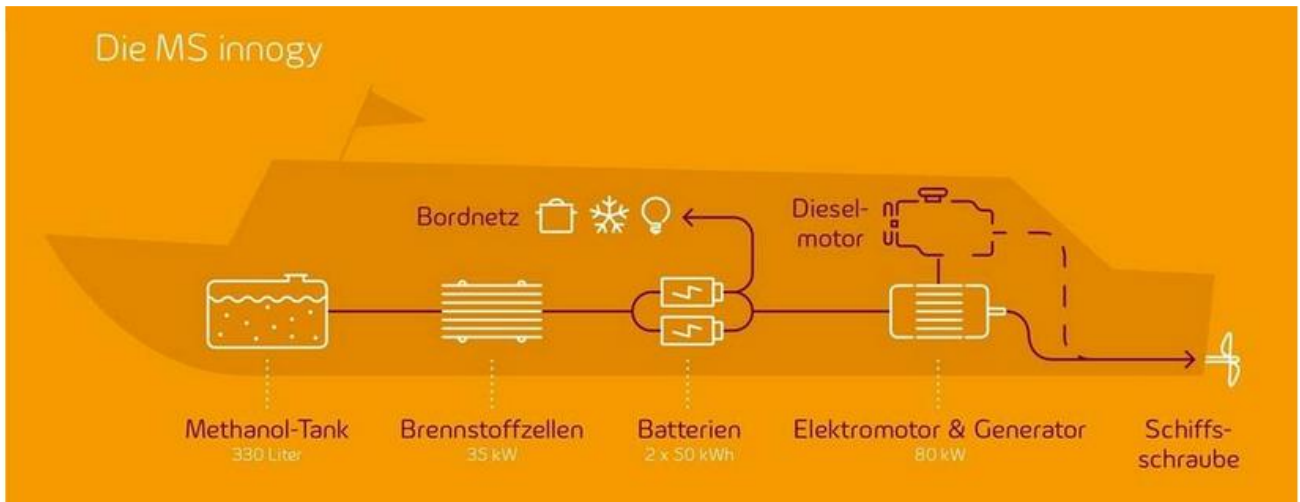 Die MS innogy
Bordnetz
Diesel-
motor
Methanol-Tank
330 Liter
Brennstoffzellen
35 kW
Batterien
2 x 50 kWh
Elektromotor & Generator
80 kW
Schiffs-
schraube